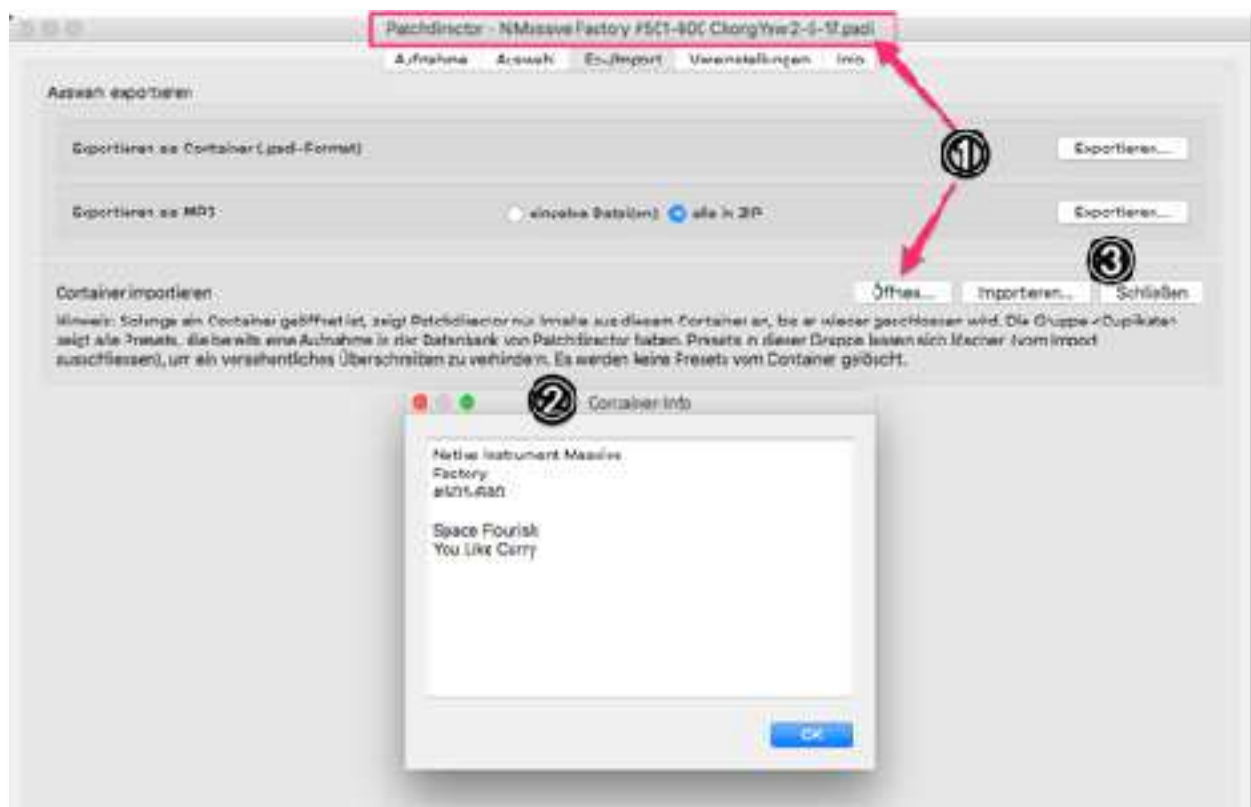 Patchdirector - NI Massive Factory #501-600
Aufnahme Auswahl Ex-/Import Voreinstellungen Info
Auswahl exportieren
Exportieren als Container (.padi-Format) Exportieren...
Exportieren als MP3 einzelne Datei(en) alle in ZIP Exportieren...
①
③
Container importieren Öffnen... Importieren... Schließen
Hinweis: Solange ein Container geöffnet ist, zeigt Patchdirector nur Inhalte aus diesem Container an, bis er wieder geschlossen wird. Die Gruppe <Duplikate>
zeigt alle Presets, die bereits eine Aufnahme in der Datenbank von Patchdirector haben. Presets in dieser Gruppe lassen sich löschen (vom Import
ausschliessen), um ein versehentliches Überschreiben zu verhindern. Es werden keine Presets vom Container gelöscht.
② Container Info
Native Instrument Massive
Factory
Space Flourish
You Like Curry
OK